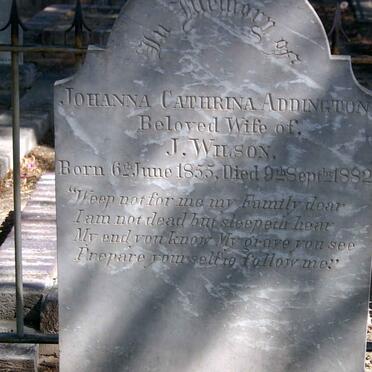 In Memory of
JOHANNA CATHRINA ADDINGTON
Beloved Wife of
J. WILSON.
Born 6th June 1855, Died 9th Septr 1882
"Weep not for me my Family dear
I am not dead but sleepeth hear
My end you know My grave you see
Prepare yourself to follow me."